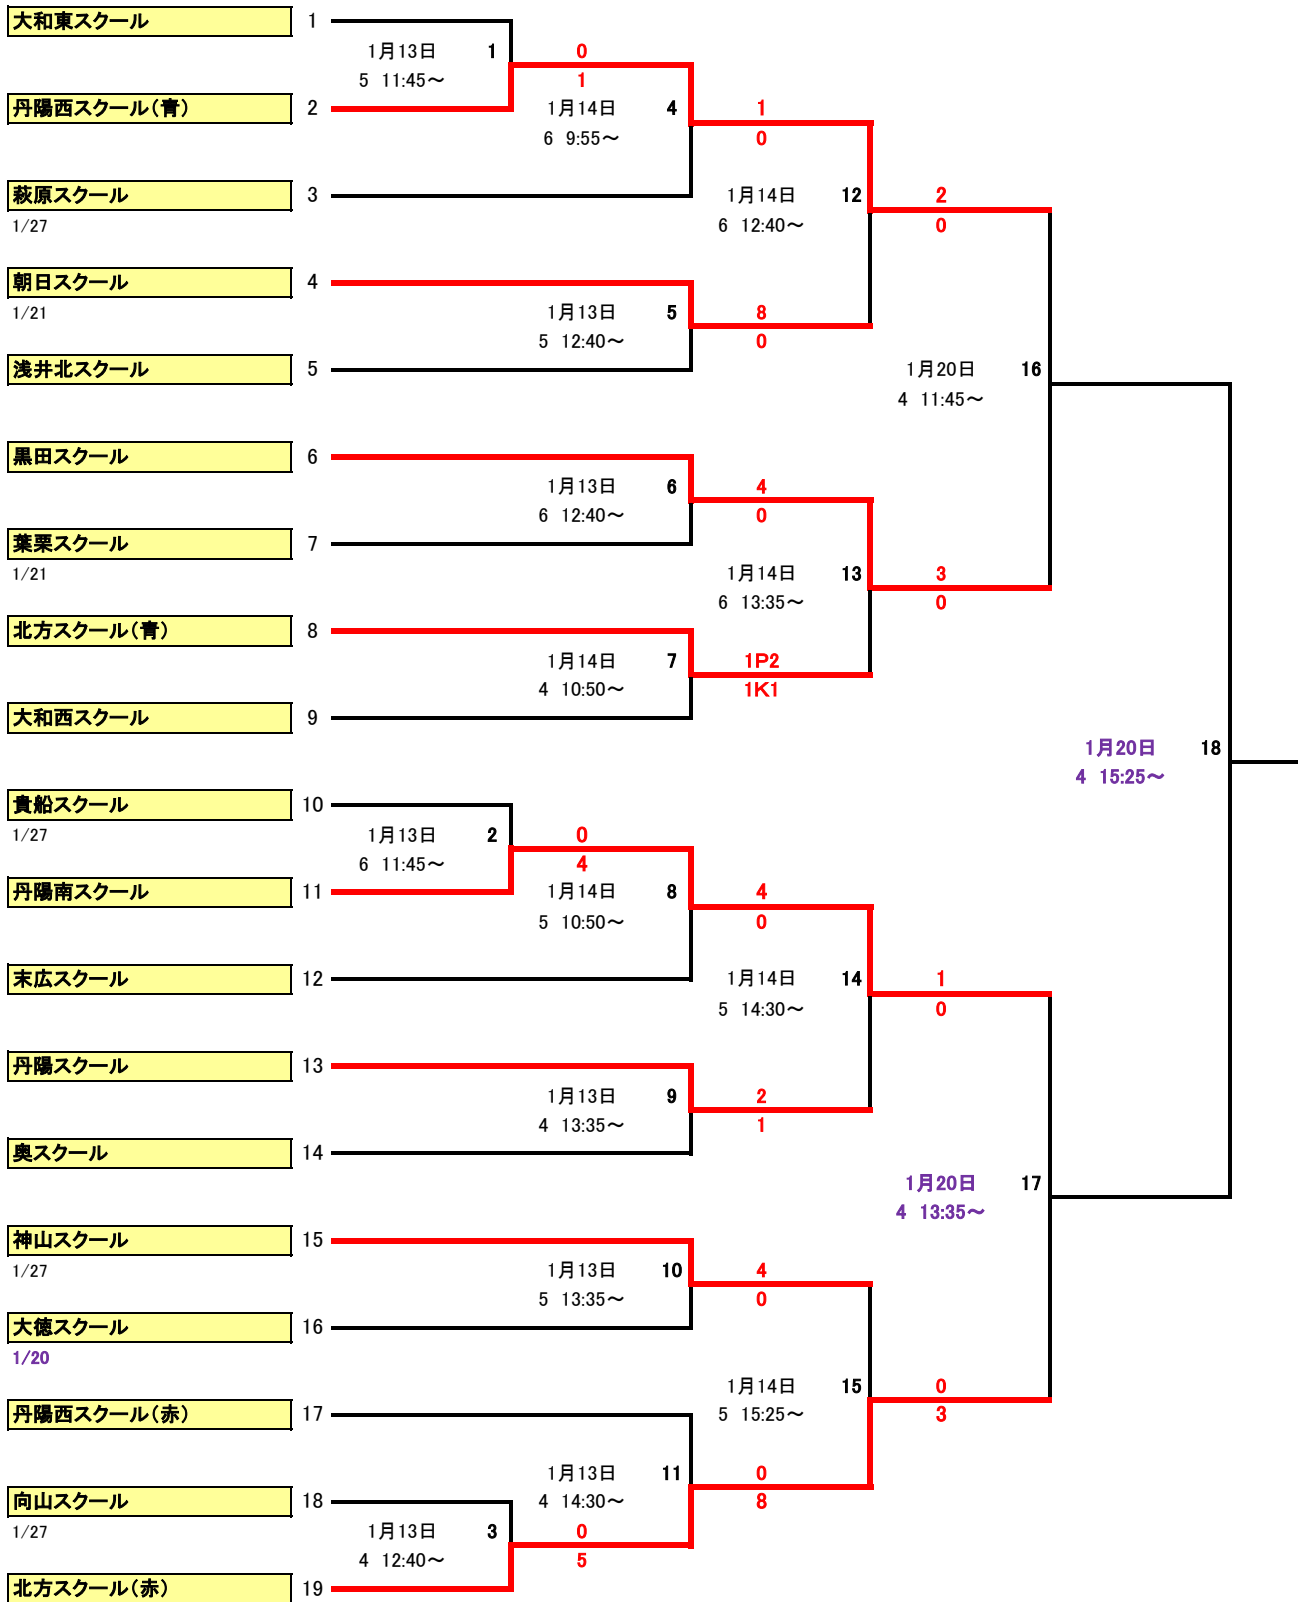 大和東スクール 1
1月13日 1 0
5 11:45～ 1
丹陽西スクール（青） 2 1月14日 4 1
6 9:55～ 0
萩原スクール 3 1月14日 12 2
1/27 6 12:40～ 0
朝日スクール 4
1/21 1月13日 5 8
5 12:40～ 0
浅井北スクール 5 1月20日 16
4 11:45～
黒田スクール 6
1月13日 6 4
6 12:40～ 0
葉栗スクール 7
1/21 1月14日 13 3
6 13:35～ 0
北方スクール（青） 8
1月14日 7 1P2
4 10:50～ 1K1
大和西スクール 9
1月20日 18
4 15:25～
貴船スクール 10
1/27 1月13日 2 0
6 11:45～ 4
丹陽南スクール 11 1月14日 8 4
5 10:50～ 0
末広スクール 12 1月14日 14 1
5 14:30～ 0
丹陽スクール 13
1月13日 9 2
4 13:35～ 1
奥スクール 14
1月20日 17
4 13:35～
神山スクール 15
1/27 1月13日 10 4
5 13:35～ 0
大徳スクール 16
1/20
1月14日 15 0
丹陽西スクール（赤） 17 5 15:25～ 3
1月13日 11 0
向山スクール 18 4 14:30～ 8
1/27 1月13日 3 0
4 12:40～ 5
北方スクール（赤） 19